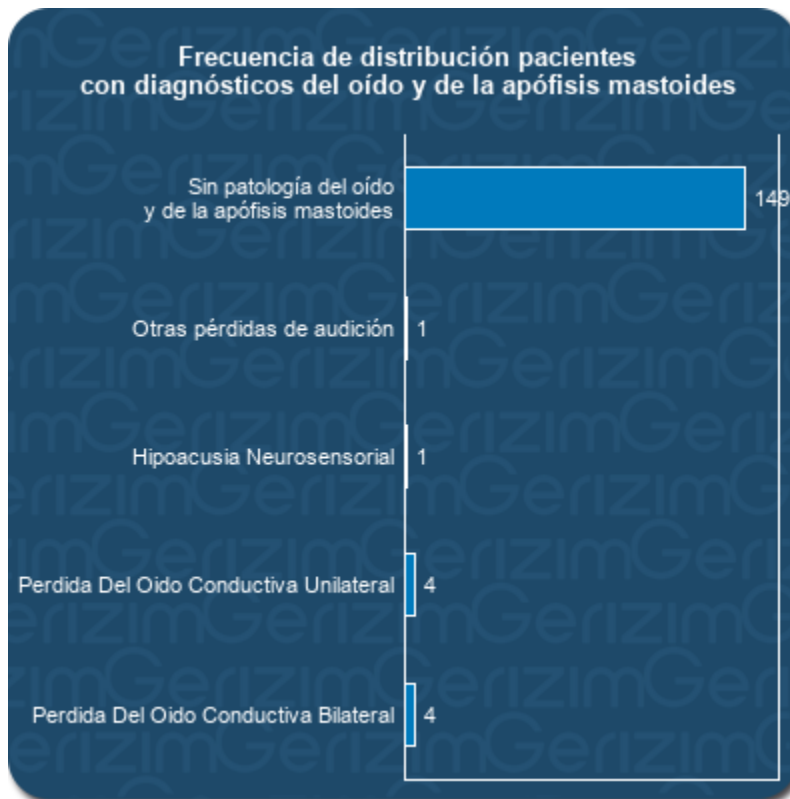 Frecuencia de distribución pacientes
con diagnósticos del oído y de la apófisis mastoides
Sin patología del oído
y de la apófisis mastoides
149
Otras pérdidas de audición
1
Hipoacusia Neurosensorial
1
Perdida Del Oido Conductiva Unilateral
4
Perdida Del Oido Conductiva Bilateral
4
Gerizim